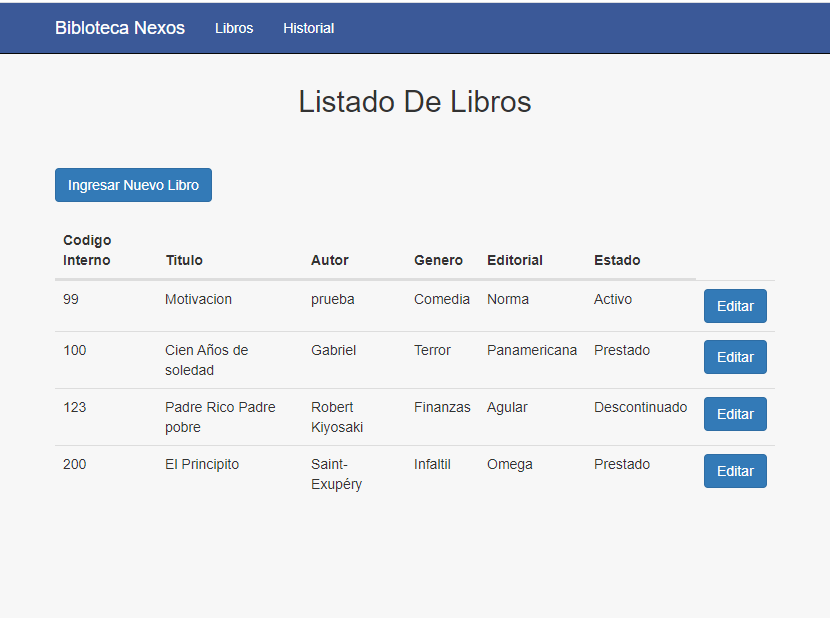 Bibloteca Nexos Libros Historial
Listado De Libros
Ingresar Nuevo Libro
Codigo
Interno Titulo Autor Genero Editorial Estado
99 Motivacion prueba Comedia Norma Activo Editar
100 Cien Años de Gabriel Terror Panamericana Prestado Editar
soledad
123 Padre Rico Padre Robert Finanzas Agular Descontinuado Editar
pobre Kiyosaki
200 El Principito Saint- Infaltil Omega Prestado Editar
Exupéry